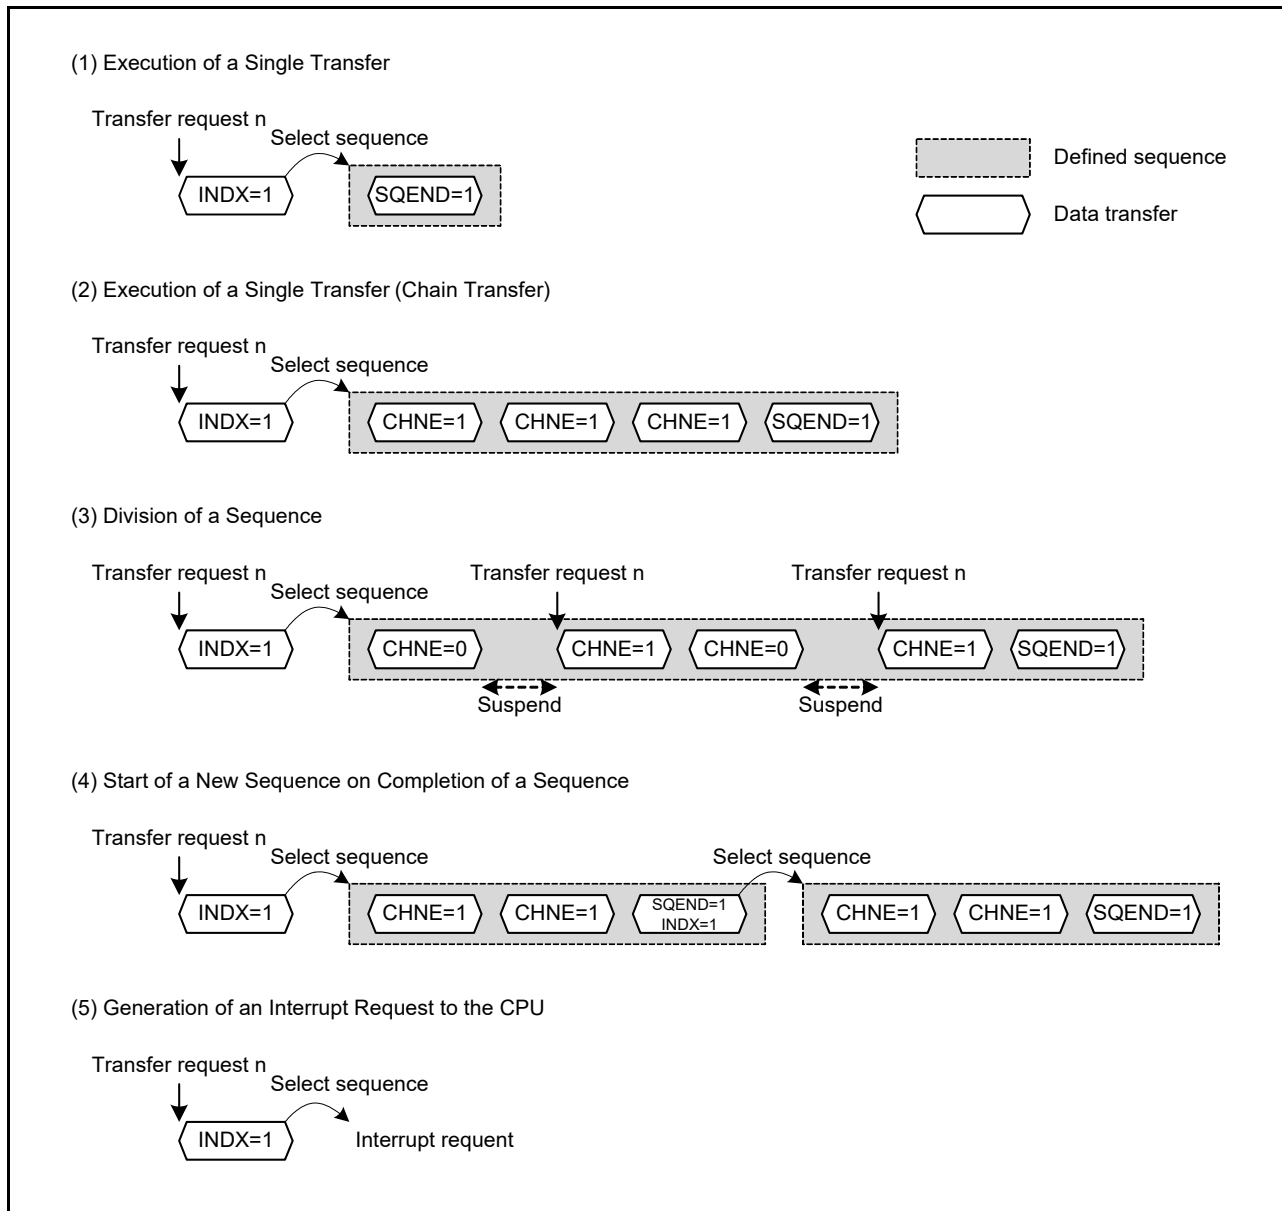 (1) Execution of a Single Transfer
Transfer request n
Select sequence
INDX=1
SQEND=1
Defined sequence
Data transfer
(2) Execution of a Single Transfer (Chain Transfer)
Transfer request n
Select sequence
INDX=1
CHNE=1
CHNE=1
CHNE=1
SQEND=1
(3) Division of a Sequence
Transfer request n
Transfer request n
Transfer request n
Select sequence
INDX=1
CHNE=0
CHNE=1
CHNE=0
CHNE=1
SQEND=1
Suspend
Suspend
(4) Start of a New Sequence on Completion of a Sequence
Transfer request n
Select sequence
Select sequence
INDX=1
CHNE=1
CHNE=1
SQEND=1
INDX=1
CHNE=1
CHNE=1
SQEND=1
(5) Generation of an Interrupt Request to the CPU
Transfer request n
Select sequence
INDX=1
Interrupt requent